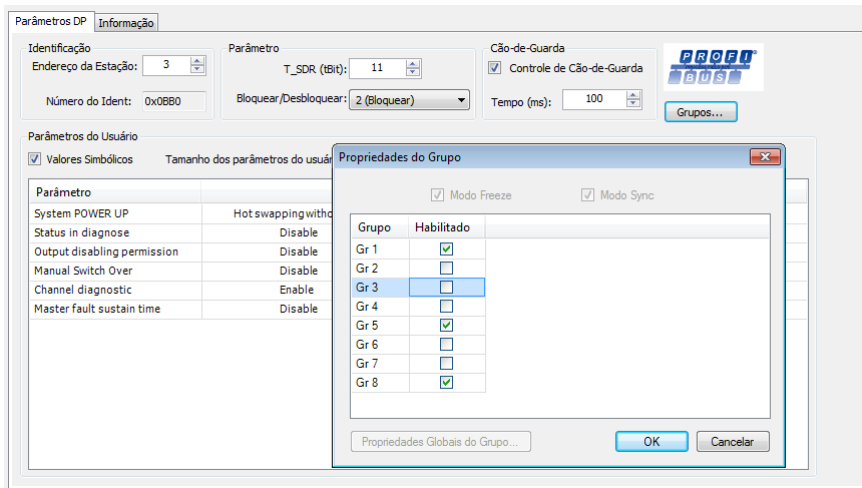 Parâmetros DP Informação
Identificação Parâmetro Cão-de-Guarda
Endereço da Estação: 3 T_SDR (tBit): 11 Controle de Cão-de-Guarda
PROFI
BUS
Número do Ident: 0x0BB0 Bloquear/Desbloquear: 2 (Bloquear) Tempo (ms): 100
Grupos...
Parâmetros do Usuário
Valores Simbólicos Tamanho dos parâmetros do usuár
Parâmetro
System POWER UP Hot swapping witho
Status in diagnose Disable
Output disabling permission Disable
Manual Switch Over Disable
Channel diagnostic Enable
Master fault sustain time Disable
Propriedades do Grupo
Modo Freeze Modo Sync
Grupo Habilitado
Gr 1
Gr 2
Gr 3
Gr 4
Gr 5
Gr 6
Gr 7
Gr 8
Propriedades Globais do Grupo... OK Cancelar